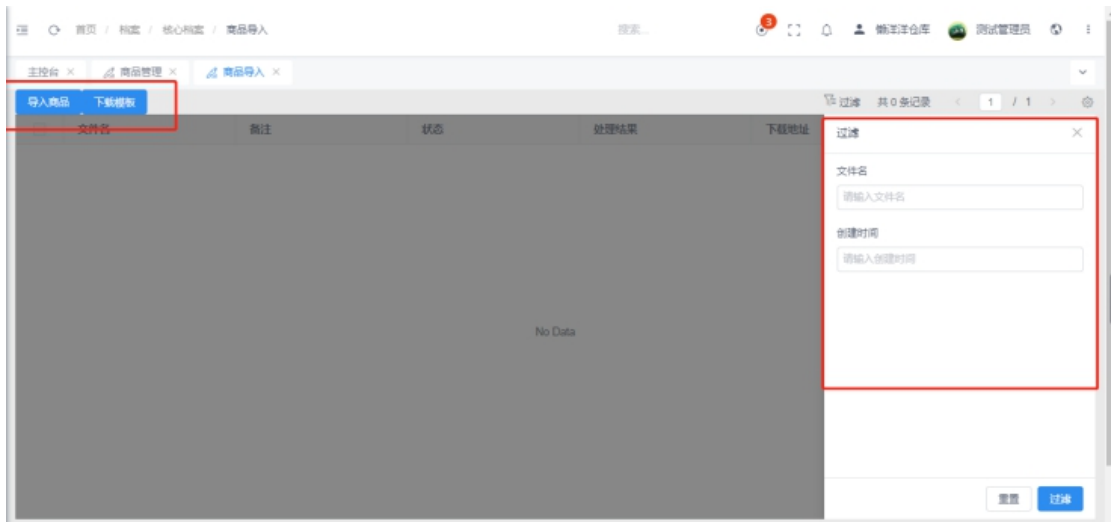 首页 / 档案 / 核心档案 / 商品导入 搜索... 3 懒洋洋仓库 测试管理员
主控台 × 商品管理 × 商品导入 ×
导入商品 下载模板 过滤 共 0 条记录 < 1 / 1 >
文件名 备注 状态 处理结果 下载地址
过滤 ×
文件名
请输入文件名
创建时间
请输入创建时间
No Data
重置 过滤